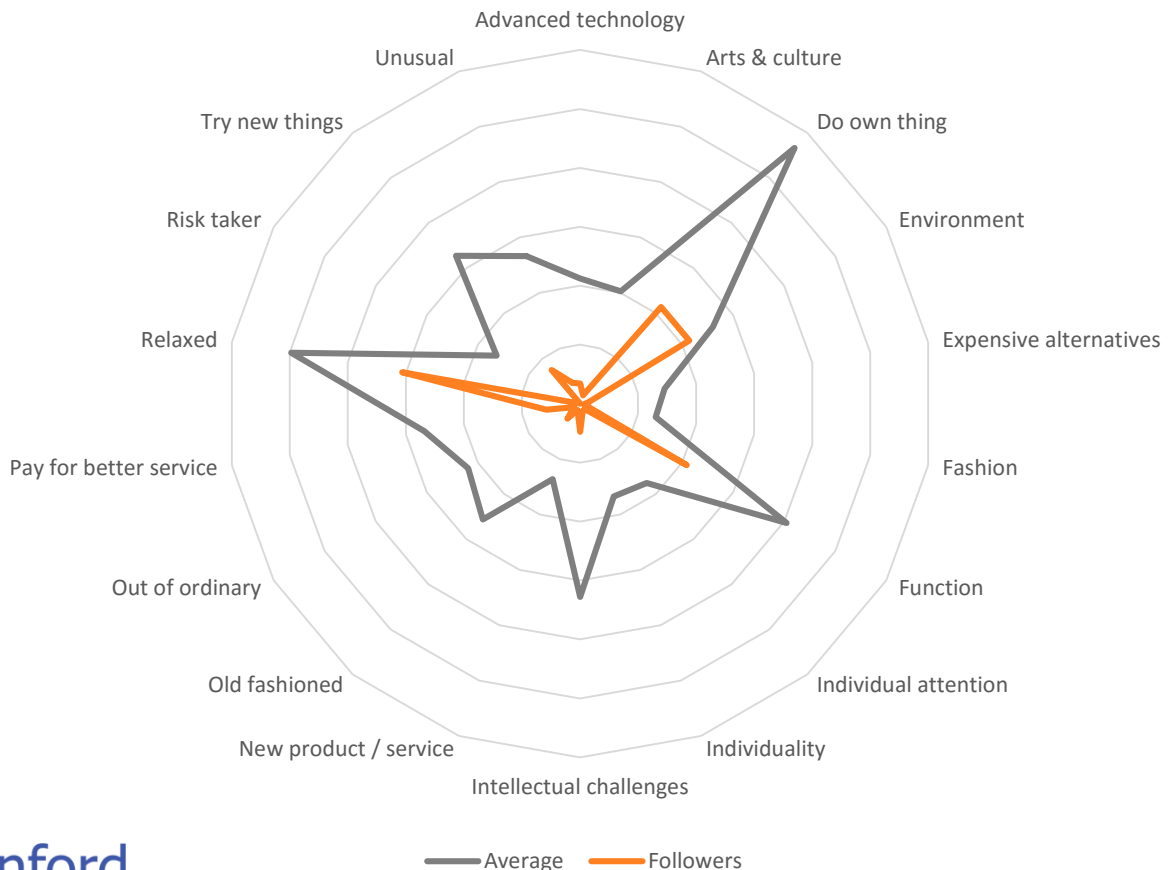 Advanced technology
Unusual
Arts & culture
Try new things
Do own thing
Risk taker
Environment
Relaxed
Expensive alternatives
Pay for better service
Fashion
Out of ordinary
Function
Old fashioned
Individual attention
New product / service
Individuality
Intellectual challenges
Average
Followers